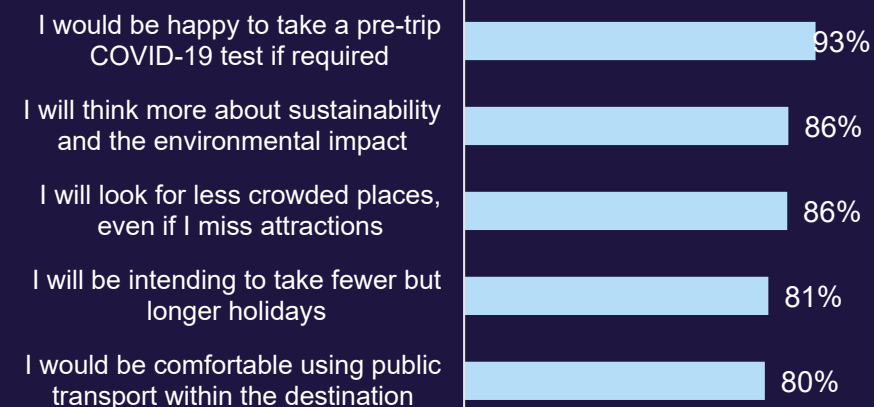 I would be happy to take a pre-trip
COVID-19 test if required
93%
I will think more about sustainability
and the environmental impact
86%
I will look for less crowded places,
even if I miss attractions
86%
I will be intending to take fewer but
longer holidays
81%
I would be comfortable using public
transport within the destination
80%